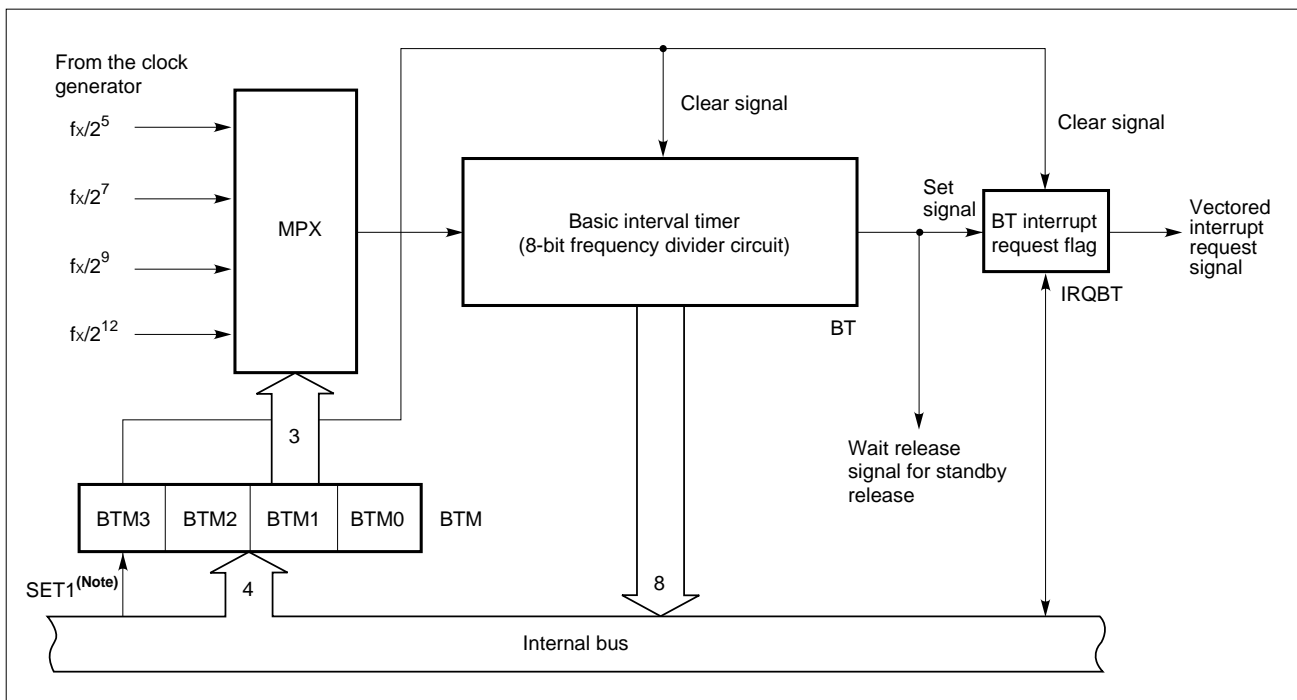 From the clock
generator
fx/2^5
fx/2^7
fx/2^9
fx/2^12
MPX
Clear signal
Clear signal
Basic interval timer
(8-bit frequency divider circuit)
BT
Set
signal
BT interrupt
request flag
IRQBT
Vectored
interrupt
request
signal
3
Wait release
signal for standby
release
BTM3 BTM2 BTM1 BTM0 BTM
SET1(Note)
4
8
Internal bus